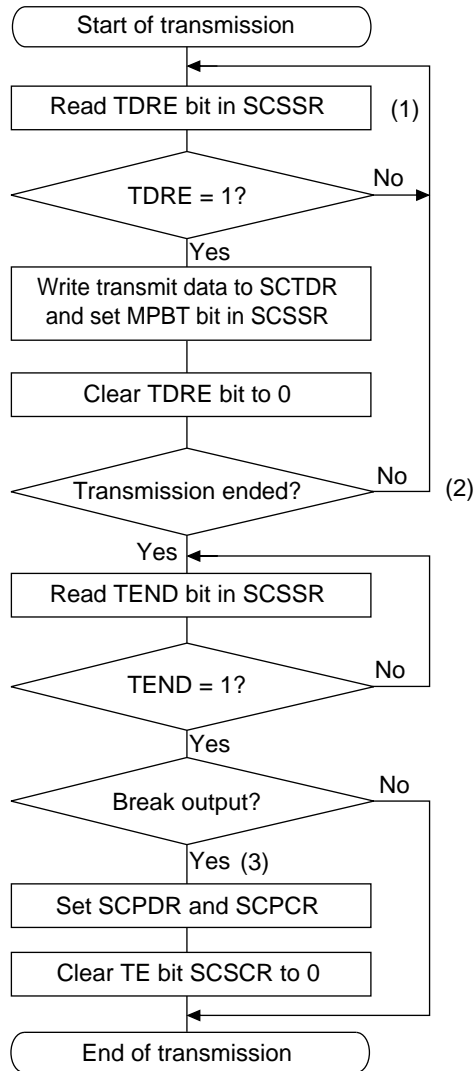 Start of transmission
Read TDRE bit in SCSSR
(1)
TDRE = 1?
No
Yes
Write transmit data to SCTDR
and set MPBT bit in SCSSR
Clear TDRE bit to 0
Transmission ended?
No
(2)
Yes
Read TEND bit in SCSSR
TEND = 1?
No
Yes
Break output?
No
Yes (3)
Set SCPDR and SCPCR
Clear TE bit SCSCR to 0
End of transmission